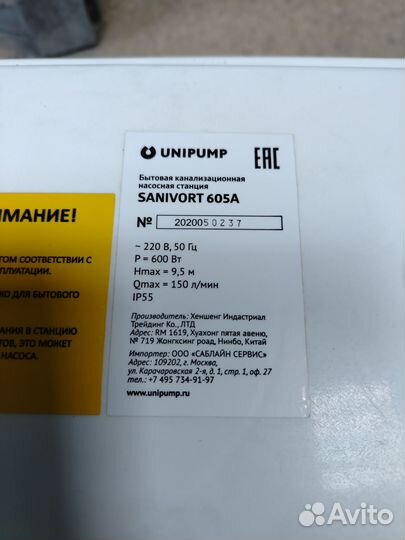 UNIPUMP
EAC
Бытовая канализационная
насосная станция
SANIVORT 605A
№ 2020050237
~ 220 В, 50 Гц
P = 600 Вт
Hmax = 9,5 м
Qmax = 150 л/мин
IP55
Производитель: Хеншенг Индастриал
Трейдинг Ко., ЛТД
Адрес: RM 1619, Хуахонг пятая авеню,
№ 719 Жонгксинг роад, Нинбо, Китай
Импортер: ООО «САБЛАЙН СЕРВИС»
Адрес: 109202, г. Москва,
ул. Карачаровская 2-я, д.1, стр. 1, оф. 27
тел.: +7 495 734-91-97
www.unipump.ru
ИМАНИЕ!
ГОМ СООТВЕТСТВИИ С
ПЛУАТАЦИИ.
КО ДЛЯ БЫТОВОГО
АНИЯ В СТАНЦИЮ
ТОВ, ЭТО МОЖЕТ
НАСОСА.
Avito